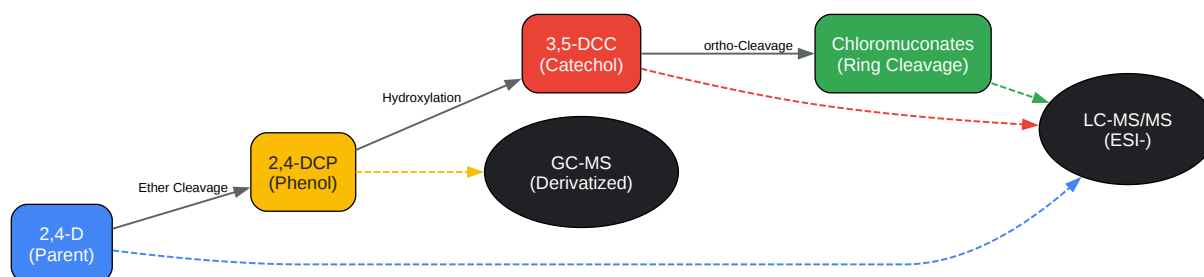 3,5-DCC
(Catechol)
ortho-Cleavage
Chloromuconates
(Ring Cleavage)
Hydroxylation
LC-MS/MS
(ESI-)
2,4-DCP
(Phenol)
GC-MS
(Derivatized)
Ether Cleavage
2,4-D
(Parent)